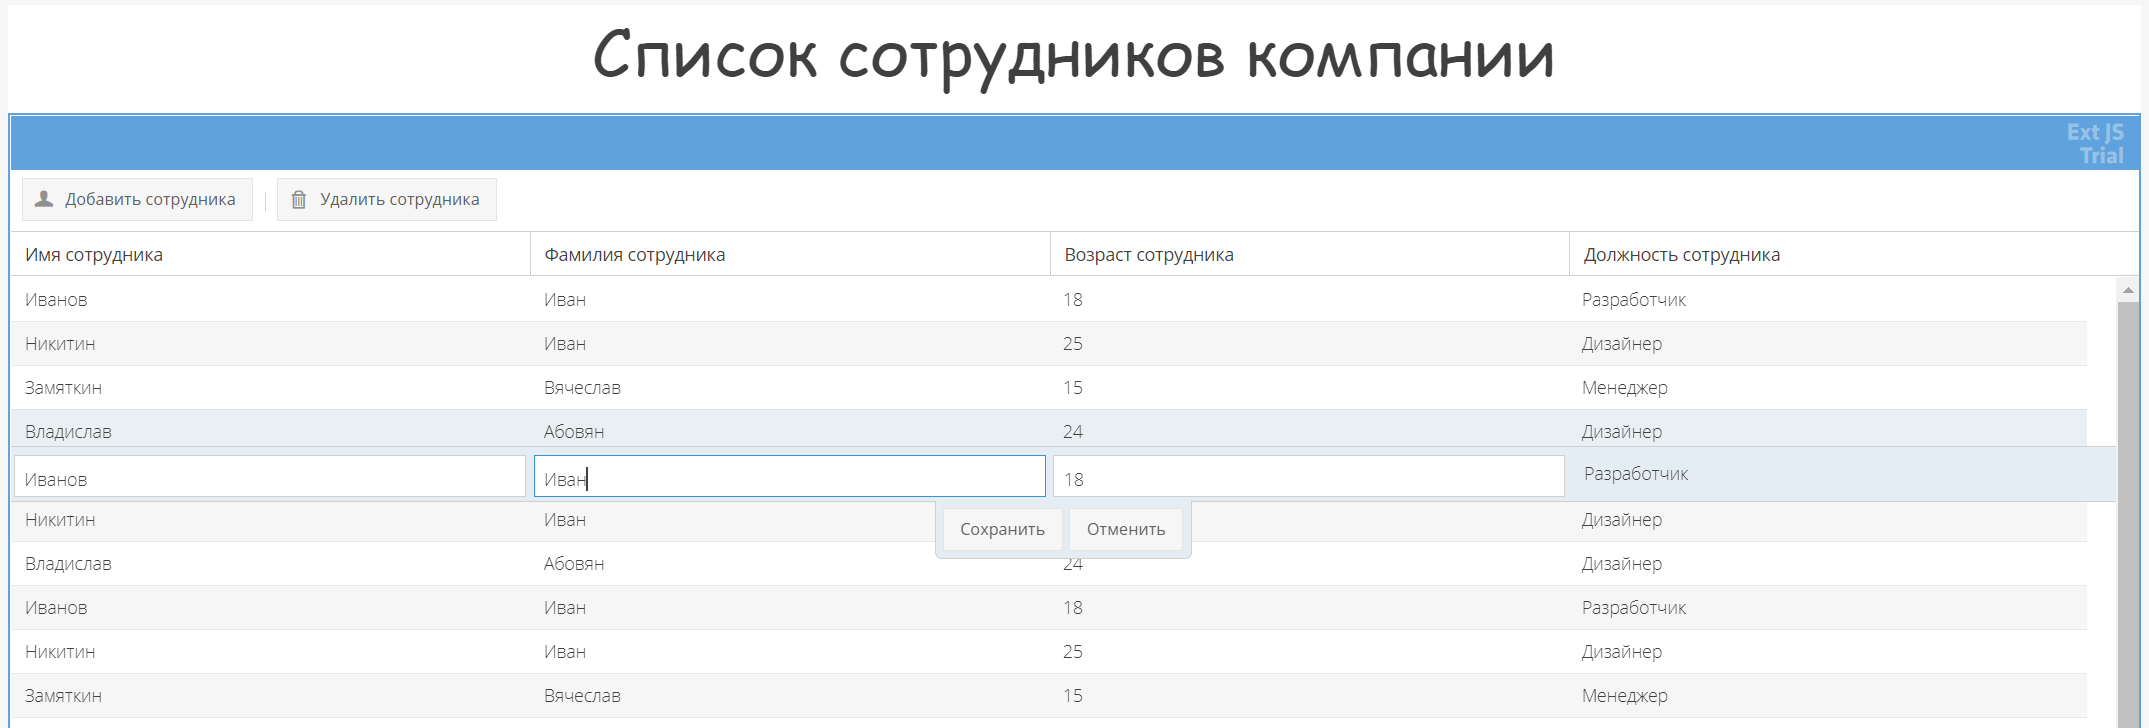 Список сотрудников компании
Ext JS
Trial
Добавить сотрудника Удалить сотрудника
Имя сотрудника Фамилия сотрудника Возраст сотрудника Должность сотрудника
Иванов Иван 18 Разработчик
Никитин Иван 25 Дизайнер
Замяткин Вячеслав 15 Менеджер
Владислав Абовян 24 Дизайнер
Иванов Иван 18 Разработчик
Никитин Иван Дизайнер
Сохранить Отменить
Владислав Абовян 24 Дизайнер
Иванов Иван 18 Разработчик
Никитин Иван 25 Дизайнер
Замяткин Вячеслав 15 Менеджер